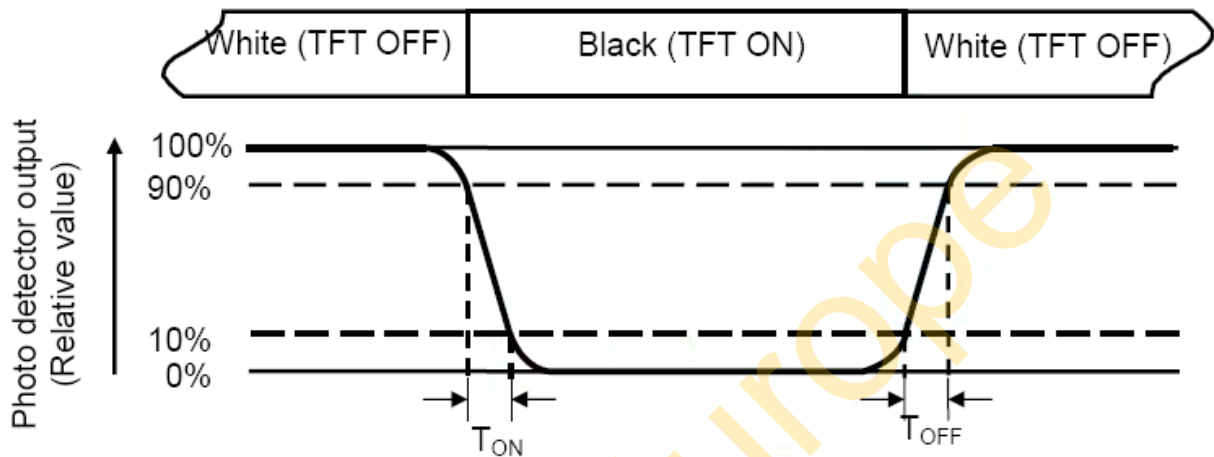 White (TFT OFF)
Black (TFT ON)
White (TFT OFF)
Photo detector output
(Relative value)
100%
90%
10%
0%
TON
TOFF
urope